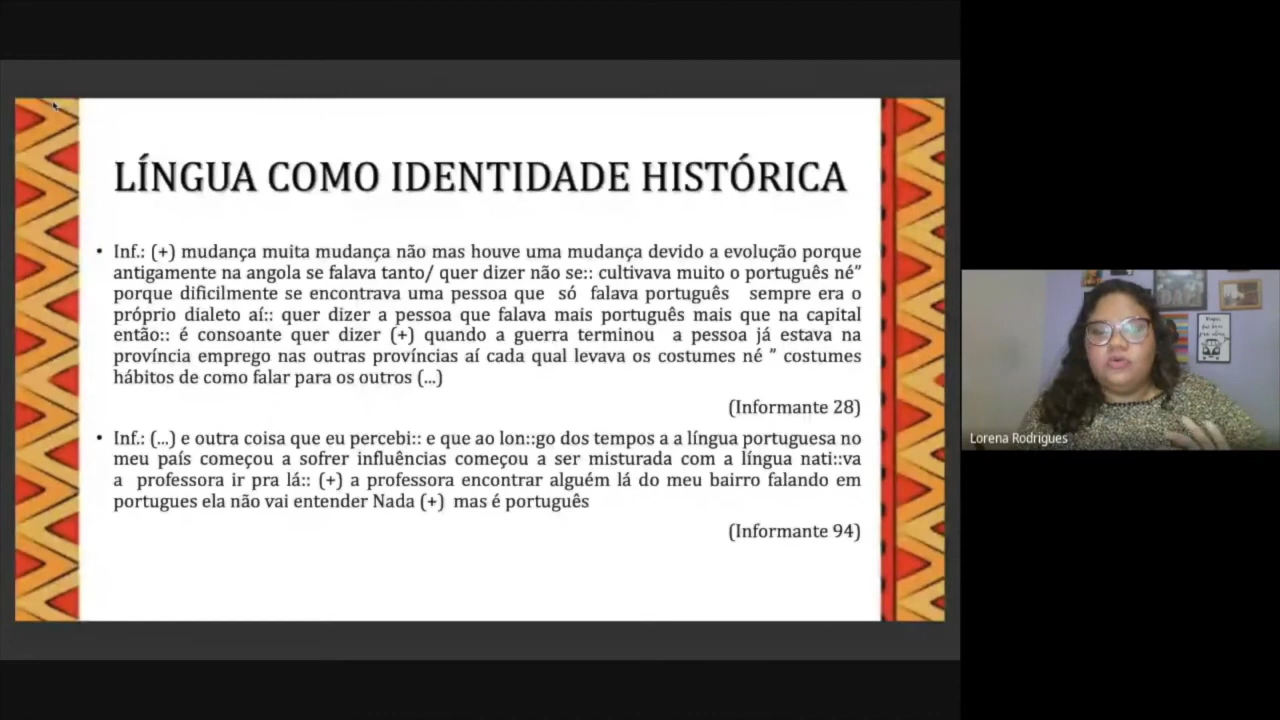 LÍNGUA COMO IDENTIDADE HISTÓRICA
• Inf.: (+) mudança muita mudança não mas houve uma mudança devido a evolução porque
antigamente na angola se falava tanto/ quer dizer não se:: cultivava muito o português né”
porque dificilmente se encontrava uma pessoa que só falava português sempre era o
próprio dialeto aí:: quer dizer a pessoa que falava mais português mais que na capital
então:: é consoante quer dizer (+) quando a guerra terminou a pessoa já estava na
província emprego nas outras províncias aí cada qual levava os costumes né ” costumes
hábitos de como falar para os outros (...)
(Informante 28)
• Inf.: (...) e outra coisa que eu percebi:: e que ao lon::go dos tempos a a língua portuguesa no
meu país começou a sofrer influências começou a ser misturada com a língua nati::va
a professora ir pra lá:: (+) a professora encontrar alguém lá do meu bairro falando em
portugues ela não vai entender Nada (+) mas é português
(Informante 94)
Lorena Rodrigues